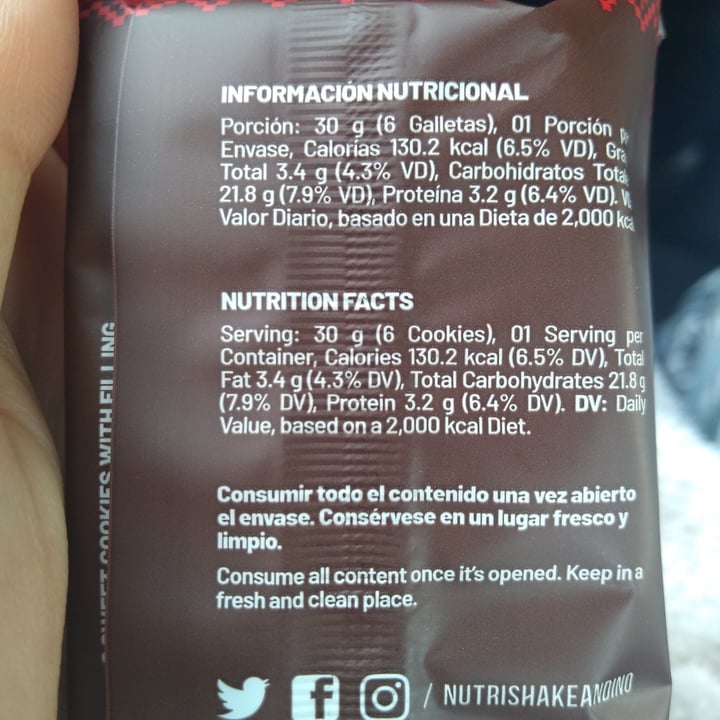 INFORMACIÓN NUTRICIONAL
Porción: 30 g (6 Galletas), 01 Porción
Envase, Calorías 130.2 kcal (6.5% VD),
Total 3.4 g (4.3% VD), Carbohidratos
21.8 g (7.9% VD), Proteína 3.2 g (6.4% VD).
Valor Diario, basado en una Dieta de 2,000 kcal
NUTRITION FACTS
Serving: 30 g (6 Cookies), 01 Serving per
Container, Calories 130.2 kcal (6.5% DV), Total
Fat 3.4 g (4.3% DV), Total Carbohydrates 21.8 g
(7.9% DV), Protein 3.2 g (6.4% DV). DV: Daily
Value, based on a 2,000 kcal Diet.
Consumir todo el contenido una vez abierto
el envase. Consérvese en un lugar fresco y
limpio.
Consume all content once it's opened. Keep in a
fresh and clean place.
/ NUTRISHAKEANDINO
SWEET COOKIES WITH FILLING